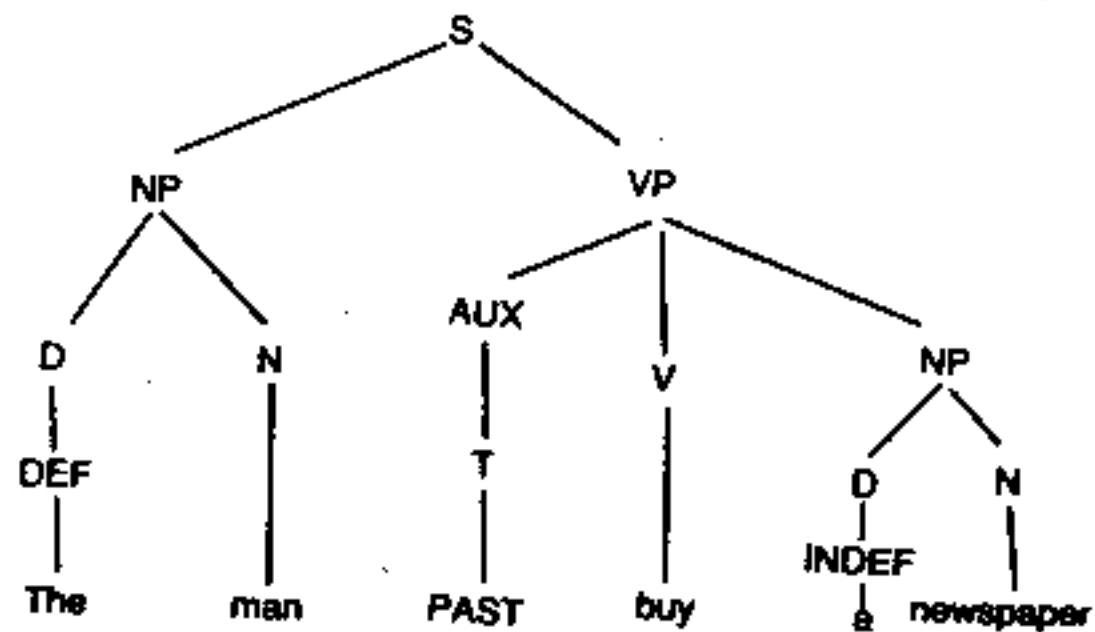 S
NP VP
AUX
D N V NP
DEF T D N
INDEF
The man PAST buy a newspaper